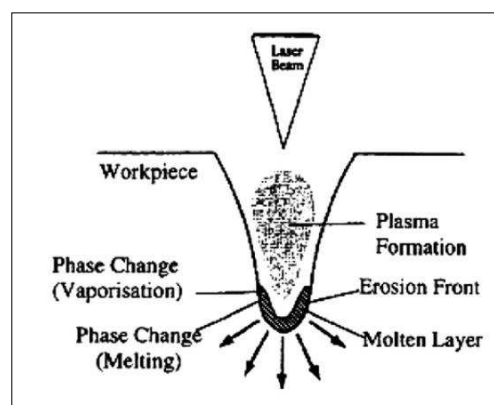 Laser
Beam
Workpiece
Plasma
Formation
Phase Change
(Vaporisation)
Erosion Front
Phase Change
(Melting)
Molten Layer